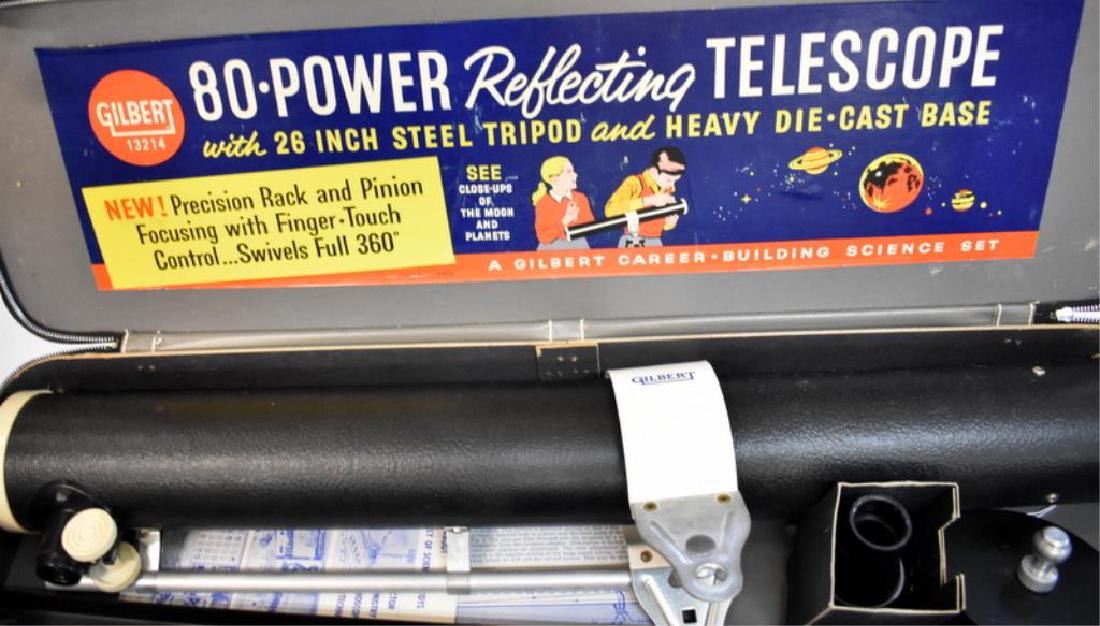 80·POWER Reflecting TELESCOPE
GILBERT
13214
with 26 INCH STEEL TRIPOD and HEAVY DIE·CAST BASE
NEW! Precision Rack and Pinion
Focusing with Finger-Touch
Control...Swivels Full 360°
SEE
CLOSE-UPS
OF
THE MOON
AND
PLANETS
A GILBERT CAREER-BUILDING SCIENCE SET
GILBERT